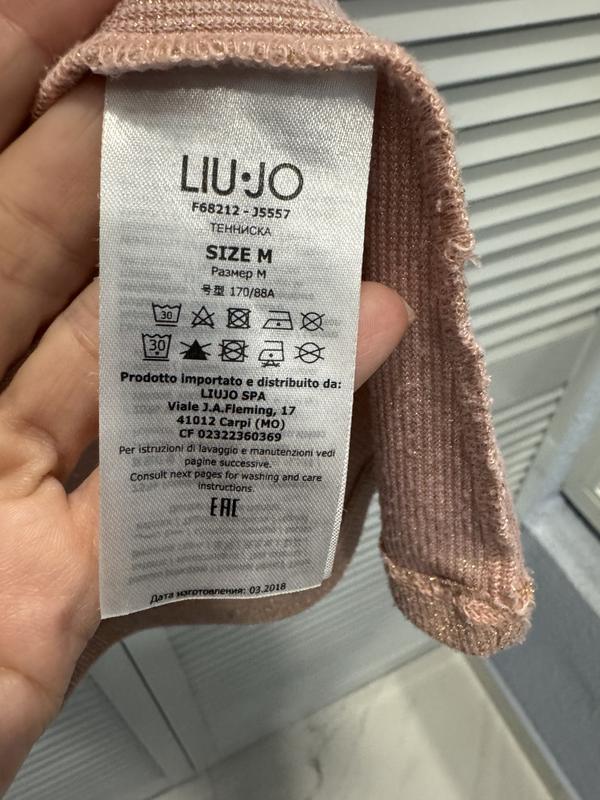 LIU·JO
F68212 - J5557
ТЕННИСКА
SIZE M
Размер M
号型 170/88A
30
30
Prodotto importato e distribuito da:
LIUJO SPA
Viale J.A.Fleming, 17
41012 Carpi (MO)
CF 02322360369
Per istruzioni di lavaggio e manutenzioni vedi
pagine successive.
Consult next pages for washing and care
instructions.
EAC
Дата изготовления: 03.2018